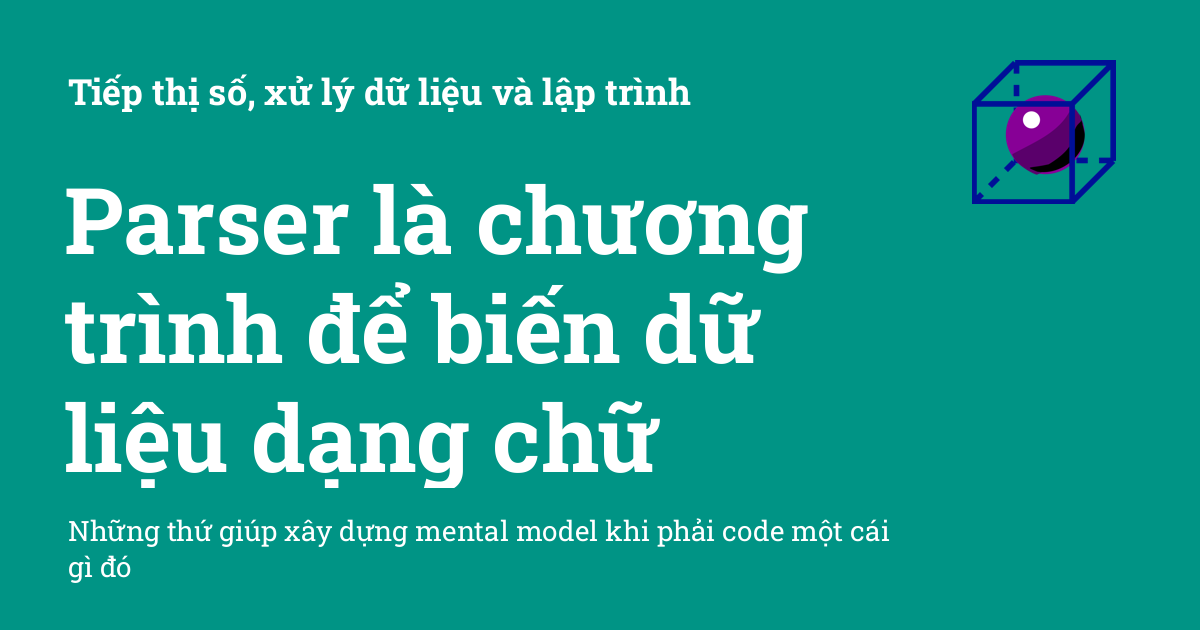 Tiếp thị số, xử lý dữ liệu và lập trình
Parser là chương
trình để biến dữ
liệu dạng chữ
Những thứ giúp xây dựng mental model khi phải code một cái
gì đó